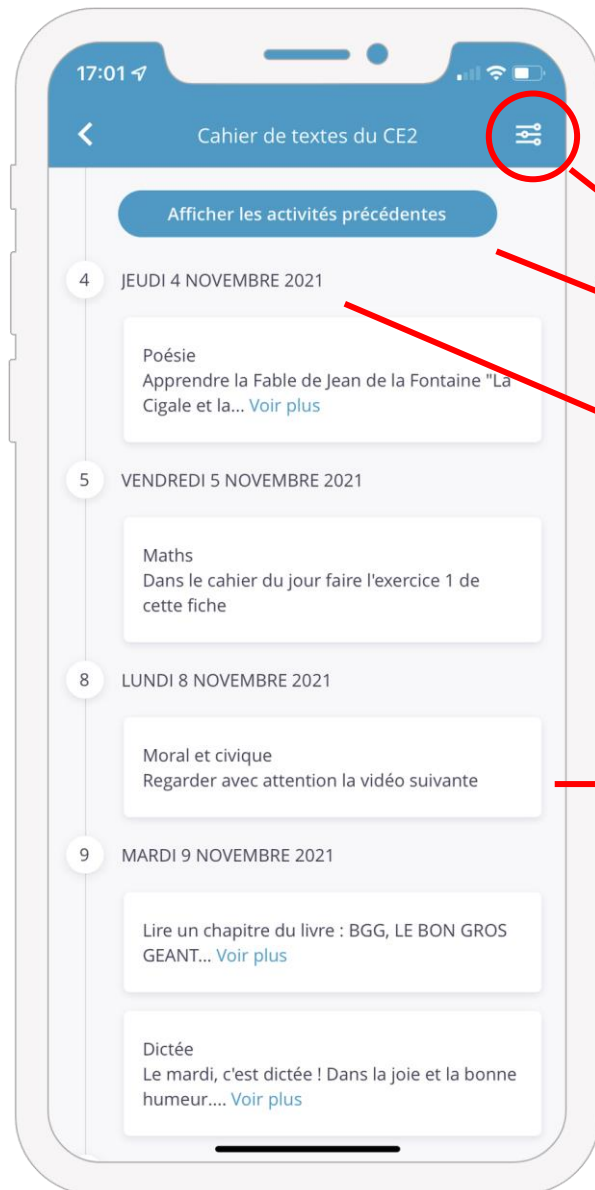 17:01
Cahier de textes du CE2
Afficher les activités précédentes
4 JEUDI 4 NOVEMBRE 2021
Poésie
Apprendre la Fable de Jean de la Fontaine "La
Cigale et la... Voir plus
5 VENDREDI 5 NOVEMBRE 2021
Maths
Dans le cahier du jour faire l'exercice 1 de
cette fiche
8 LUNDI 8 NOVEMBRE 2021
Moral et civique
Regarder avec attention la vidéo suivante
9 MARDI 9 NOVEMBRE 2021
Lire un chapitre du livre : BGG, LE BON GROS
GEANT... Voir plus
Dictée
Le mardi, c'est dictée ! Dans la joie et la bonne
humeur.... Voir plus